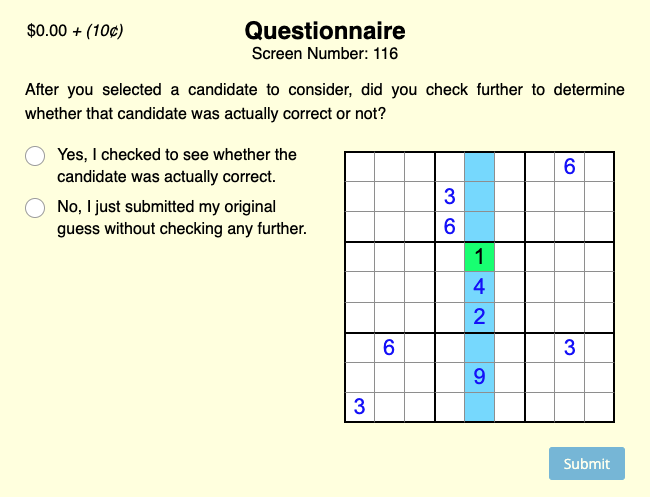 $0.00 + (10¢)
Questionnaire
Screen Number: 116
After you selected a candidate to consider, did you check further to determine
whether that candidate was actually correct or not?
Yes, I checked to see whether the
candidate was actually correct.
No, I just submitted my original
guess without checking any further.
6
3
6
1
4
2
6 3
9
3
Submit